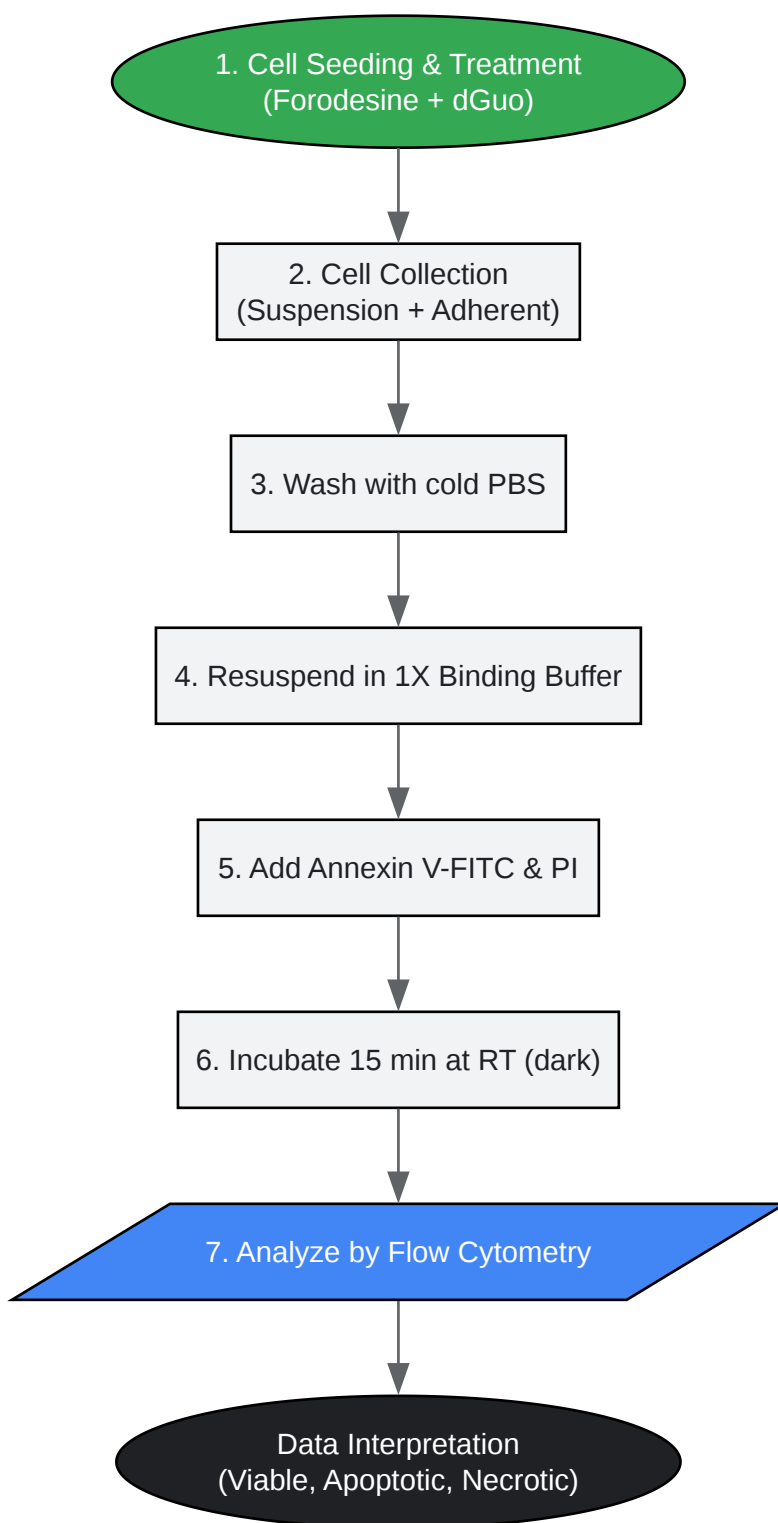 1. Cell Seeding & Treatment
(Forodesine + dGuo)
2. Cell Collection
(Suspension + Adherent)
3. Wash with cold PBS
4. Resuspend in 1X Binding Buffer
5. Add Annexin V-FITC & PI
6. Incubate 15 min at RT (dark)
7. Analyze by Flow Cytometry
Data Interpretation
(Viable, Apoptotic, Necrotic)